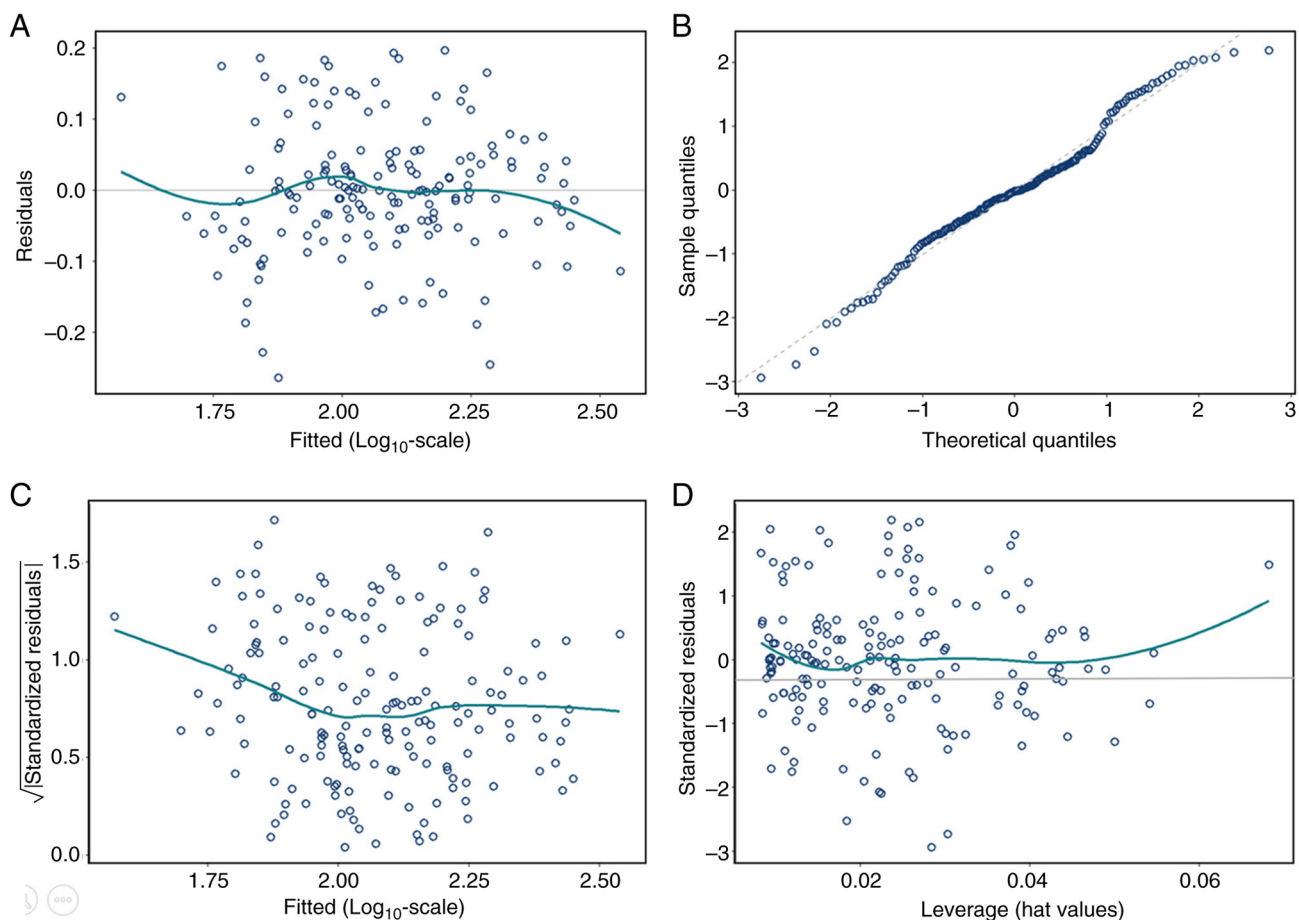 A
0.2
0.1
0.0
−0.1
−0.2
Residuals
1.75 2.00 2.25 2.50
Fitted (Log10-scale)
B
2
1
0
−1
−2
−3
Sample quantiles
−3 −2 −1 0 1 2 3
Theoretical quantiles
C
1.5
1.0
0.5
0.0
√|Standardized residuals|
1.75 2.00 2.25 2.50
Fitted (Log10-scale)
D
2
1
0
−1
−2
−3
Standardized residuals
0.02 0.04 0.06
Leverage (hat values)